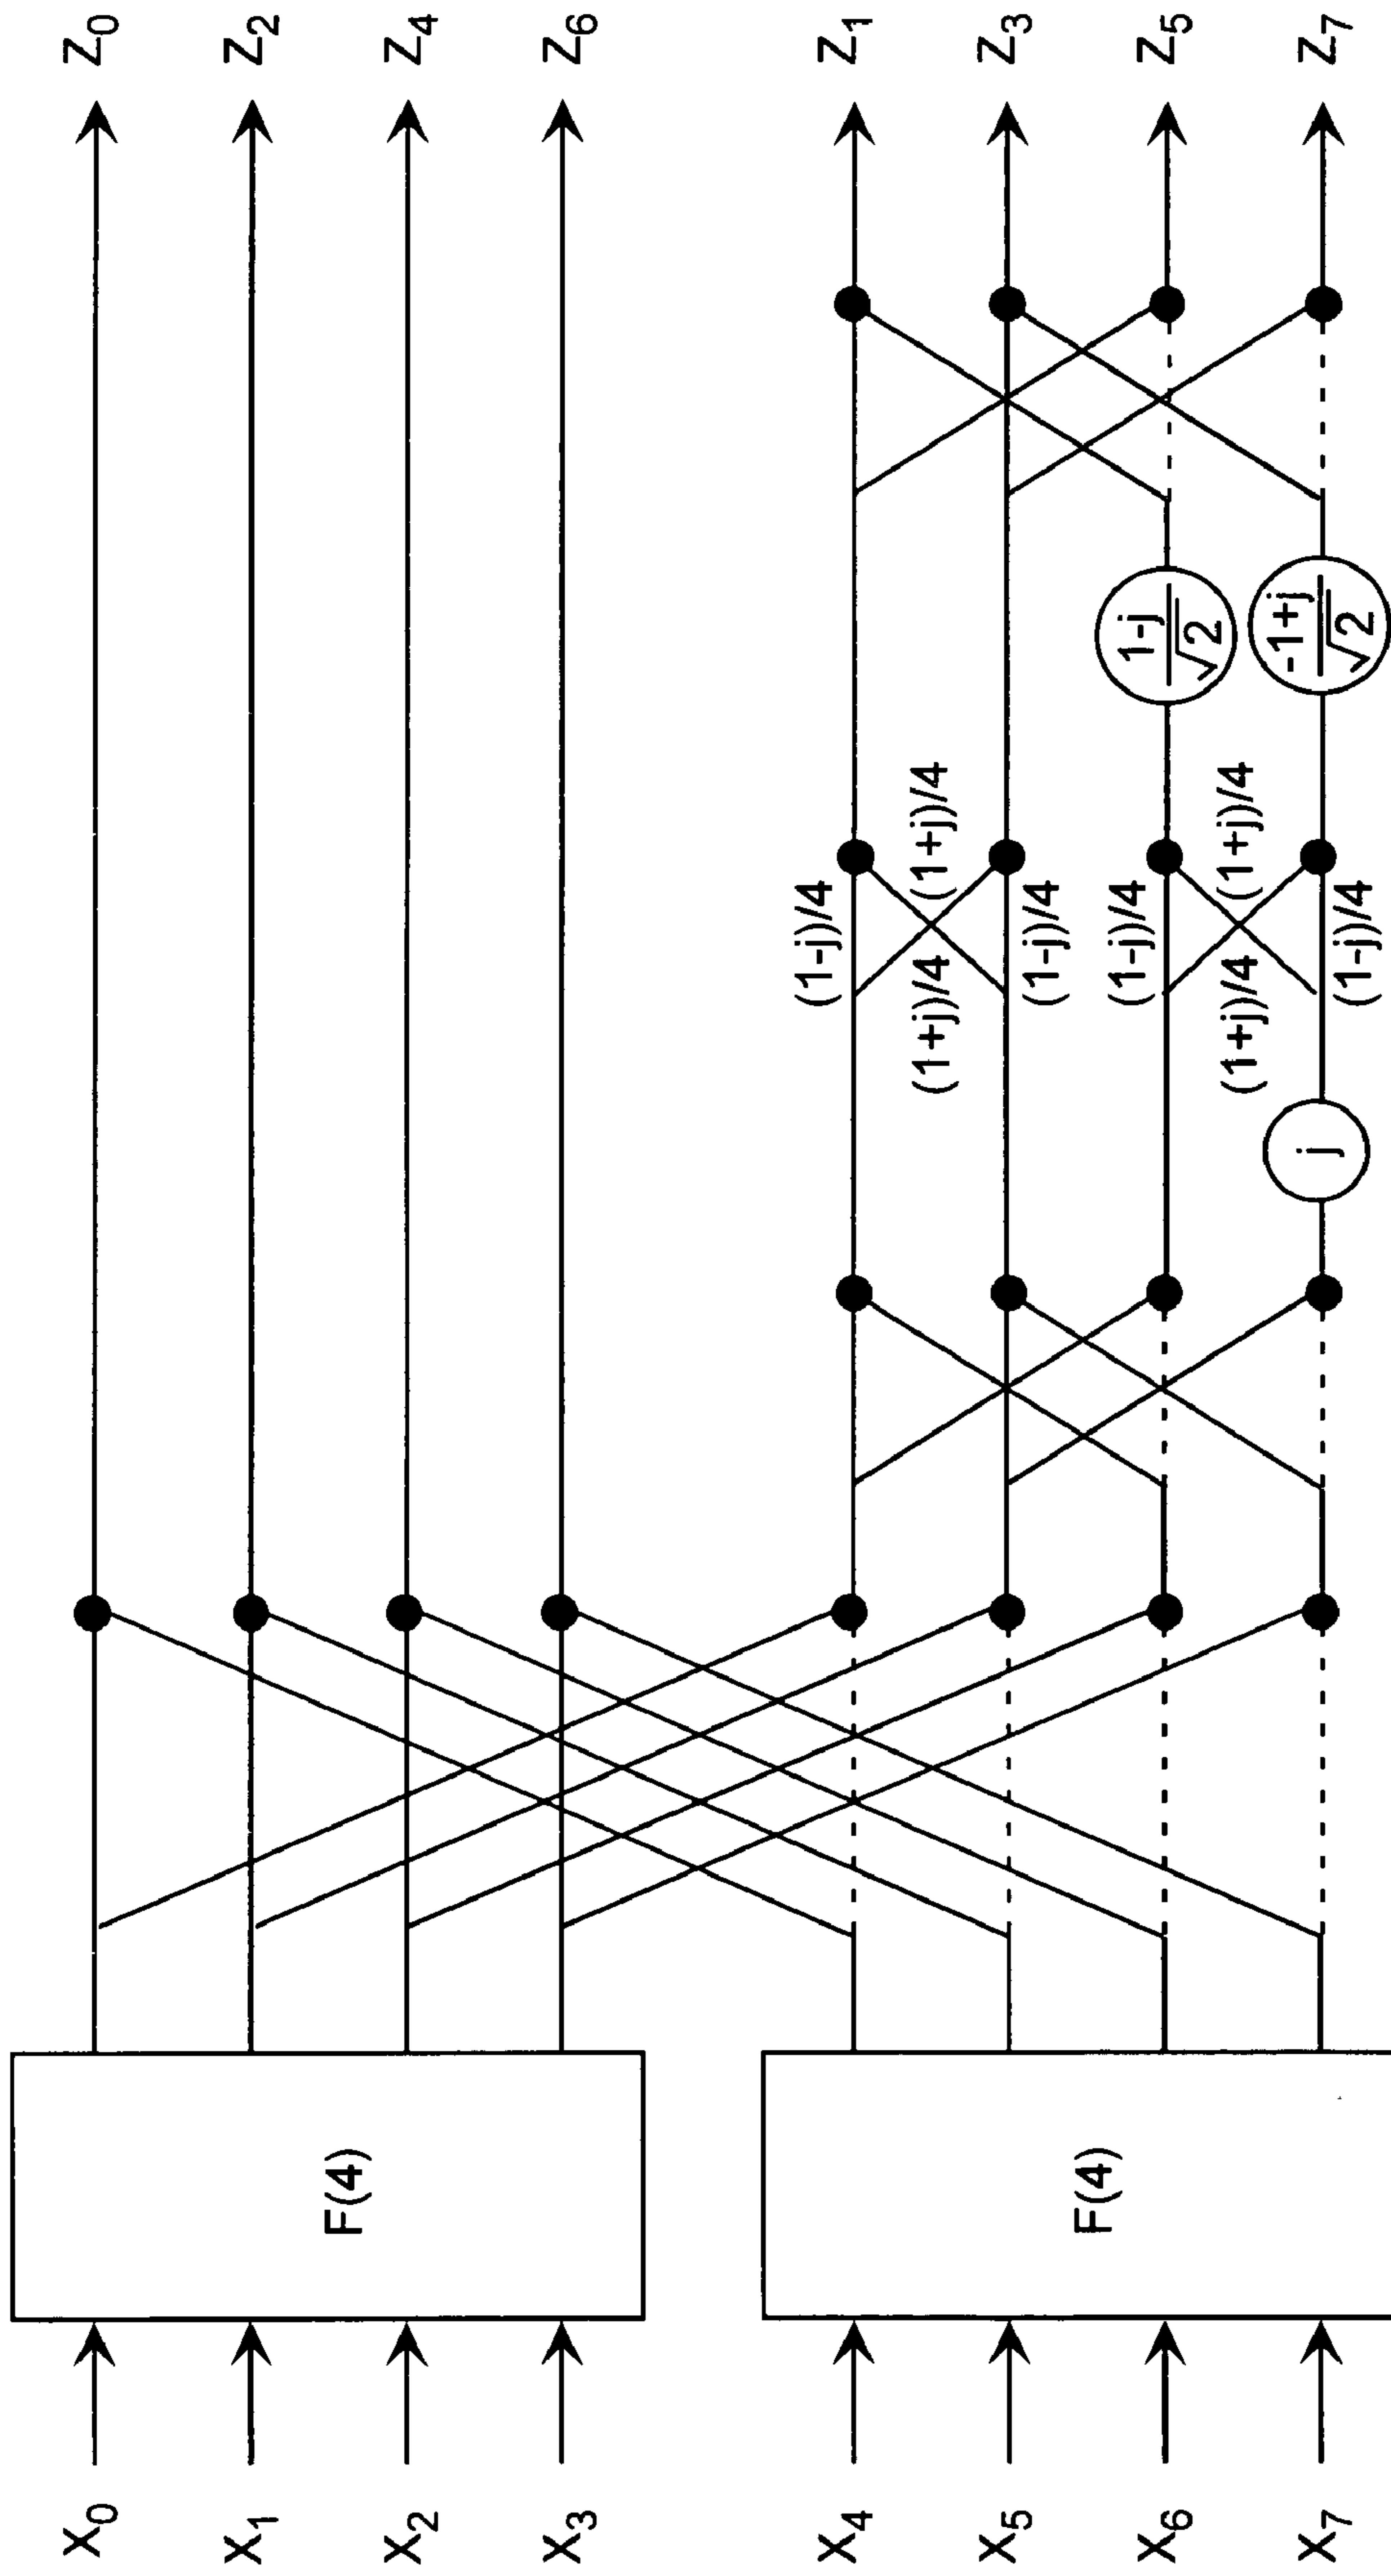 X0
X1
X2
X3
X4
X5
X6
X7
F(4)
F(4)
j
(1-j)/4
(1+j)/4
(1+j)/4
(1-j)/4
(1-j)/4
(1+j)/4
(1+j)/4
(1-j)/4
1-j
√2
-1+j
√2
Z0
Z2
Z4
Z6
Z1
Z3
Z5
Z7